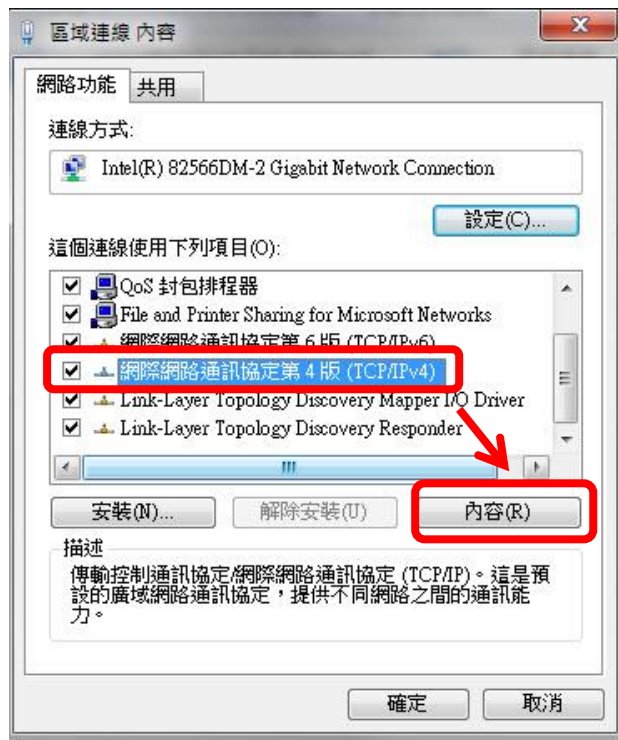 區域連線 內容
網路功能 共用
連線方式:
Intel(R) 82566DM-2 Gigabit Network Connection
設定(C)...
這個連線使用下列項目(O):
QoS 封包排程器
File and Printer Sharing for Microsoft Networks
網際網路通訊協定第 6 版 (TCP/IPv6)
網際網路通訊協定第 4 版 (TCP/IPv4)
Link-Layer Topology Discovery Mapper I/O Driver
Link-Layer Topology Discovery Responder
安裝(N)... 解除安裝(U) 內容(R)
描述
傳輸控制通訊協定/網際網路通訊協定 (TCP/IP)。這是預
設的廣域網路通訊協定，提供不同網路之間的通訊能
力。
確定 取消